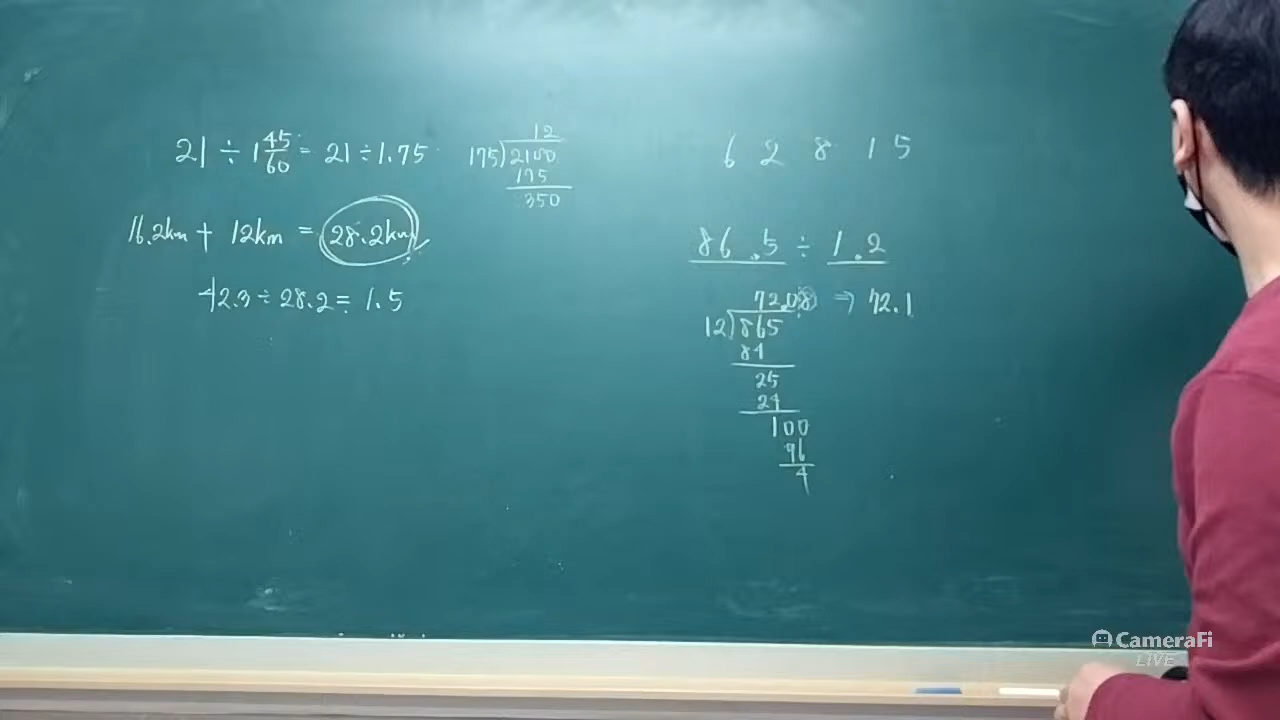 21 ÷ 1 45/60 = 21 ÷ 1.75
12
175)2100
175
350
16.2km + 12km = 28.2km
42.3 ÷ 28.2 = 1.5
6 2 8 1 5
86.5 ÷ 1.2
72.08 ⇒ 72.1
12)865
84
25
24
100
96
4
CameraFi
LIVE